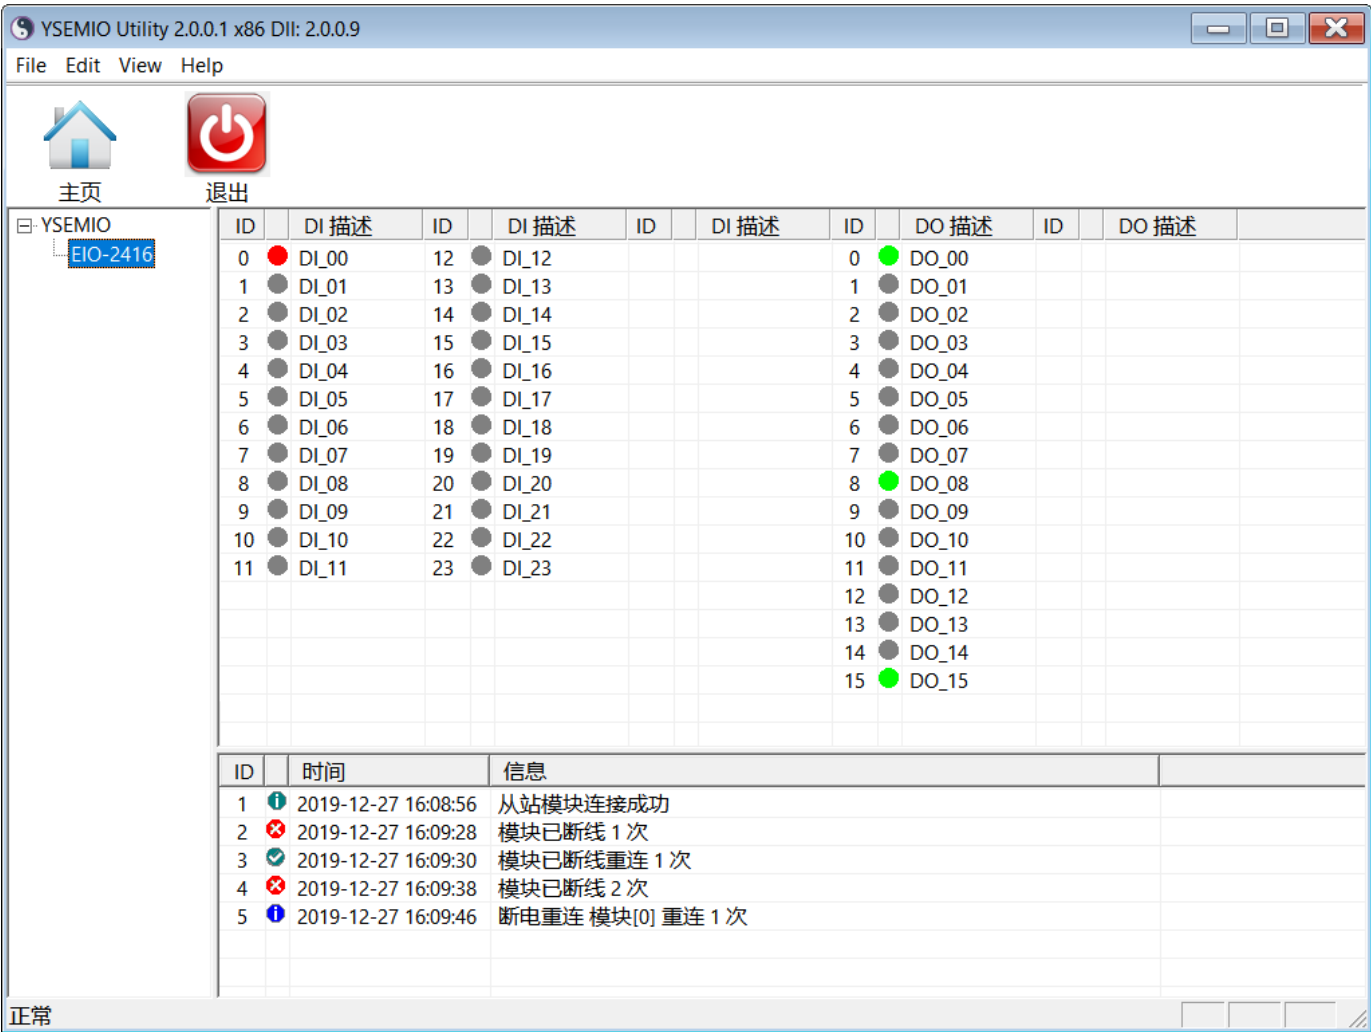 YSEMIO Utility 2.0.0.1 x86 Dll: 2.0.0.9
File Edit View Help
主页 退出
YSEMIO
EIO-2416
ID DI 描述 ID DI 描述 ID DI 描述 ID DO 描述 ID DO 描述
0 DI_00 12 DI_12 0 DO_00
1 DI_01 13 DI_13 1 DO_01
2 DI_02 14 DI_14 2 DO_02
3 DI_03 15 DI_15 3 DO_03
4 DI_04 16 DI_16 4 DO_04
5 DI_05 17 DI_17 5 DO_05
6 DI_06 18 DI_18 6 DO_06
7 DI_07 19 DI_19 7 DO_07
8 DI_08 20 DI_20 8 DO_08
9 DI_09 21 DI_21 9 DO_09
10 DI_10 22 DI_22 10 DO_10
11 DI_11 23 DI_23 11 DO_11
12 DO_12
13 DO_13
14 DO_14
15 DO_15
ID 时间 信息
1 2019-12-27 16:08:56 从站模块连接成功
2 2019-12-27 16:09:28 模块已断线 1 次
3 2019-12-27 16:09:30 模块已断线重连 1 次
4 2019-12-27 16:09:38 模块已断线 2 次
5 2019-12-27 16:09:46 断电重连 模块[0] 重连 1 次
正常